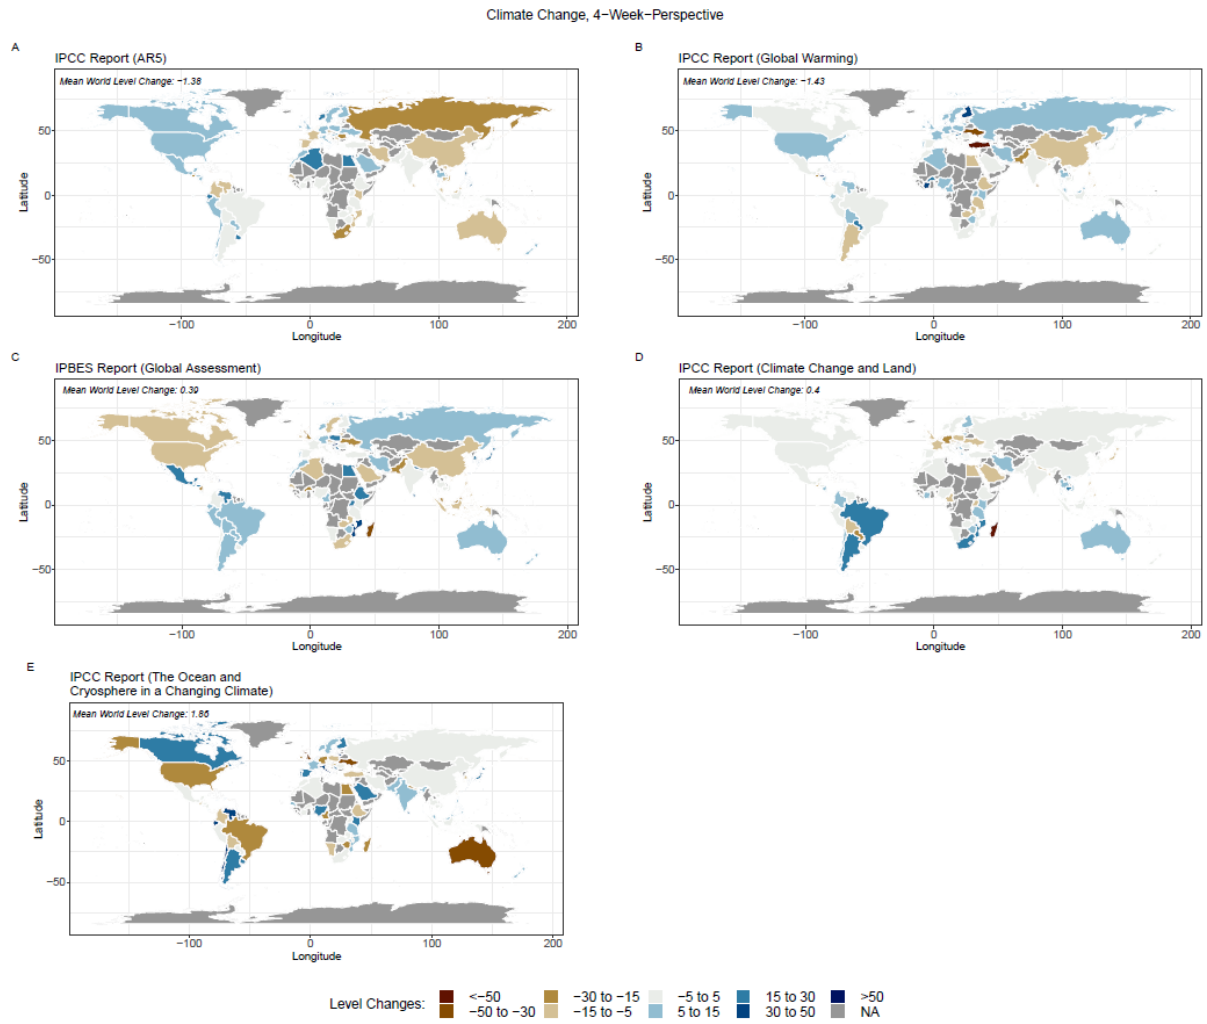 Climate Change, 4−Week−Perspective
A
IPCC Report (AR5)
Mean World Level Change: −1.38
50
0
−50
Latitude
−100
0
100
200
Longitude
B
IPCC Report (Global Warming)
Mean World Level Change: −1.43
50
0
−50
Latitude
−100
0
100
200
Longitude
C
IPBES Report (Global Assessment)
Mean World Level Change: 0.39
50
0
−50
Latitude
−100
0
100
200
Longitude
D
IPCC Report (Climate Change and Land)
Mean World Level Change: 0.4
50
0
−50
Latitude
−100
0
100
200
Longitude
E
IPCC Report (The Ocean and
Cryosphere in a Changing Climate)
Mean World Level Change: 1.86
50
0
−50
Latitude
−100
0
100
200
Longitude
Level Changes:
<−50
−30 to −15
−5 to 5
15 to 30
>50
−50 to −30
−15 to −5
5 to 15
30 to 50
NA